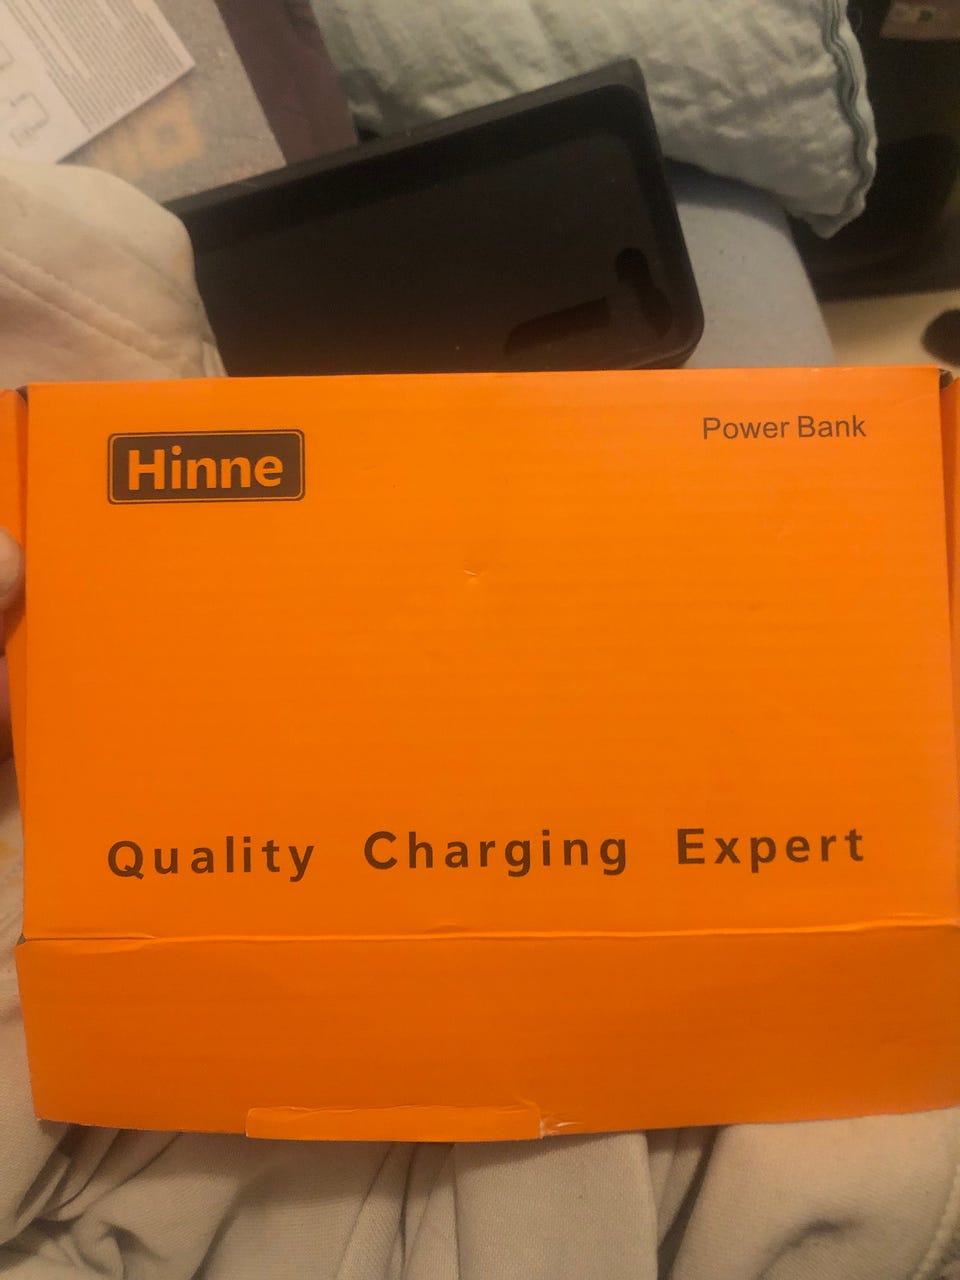 Hinne
Power Bank
Quality Charging Expert